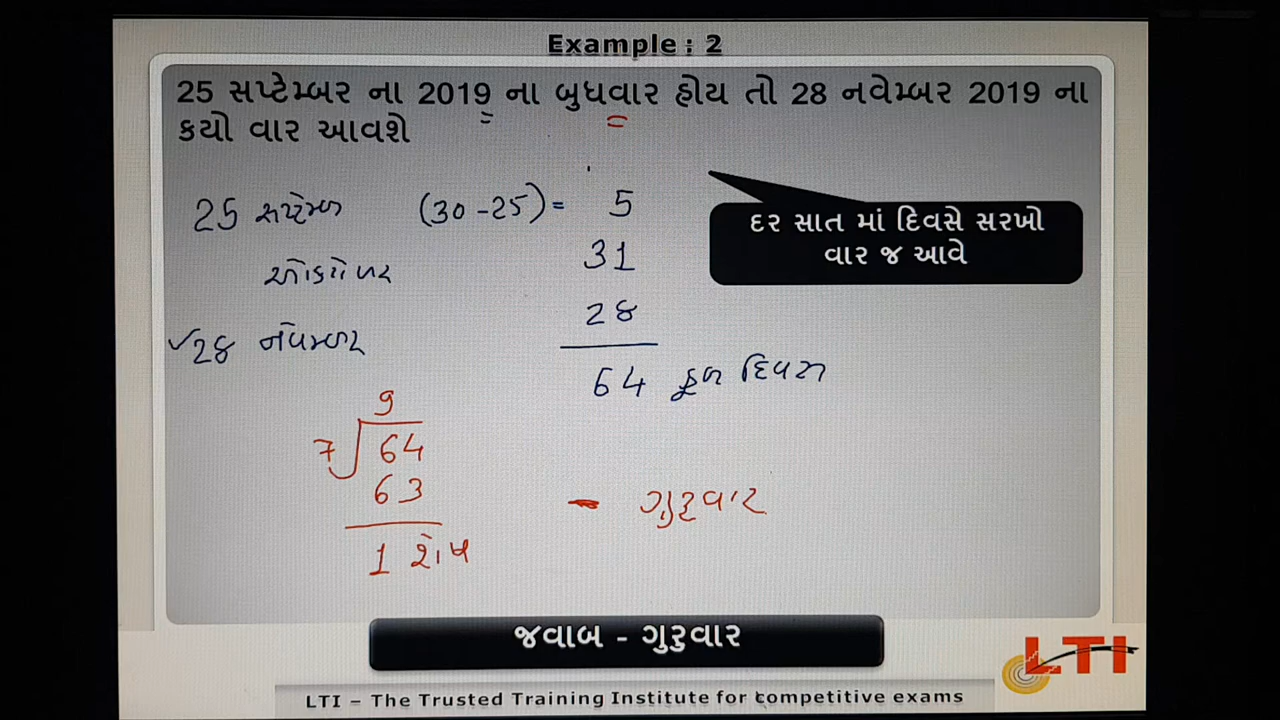 Example : 2
25 સપ્ટેમ્બર ના 2019 ના બુધવાર હોય તો 28 નવેમ્બર 2019 ના
કયો વાર આવશે
25 સપ્ટેમ્બર (30 - 25) = 5
ઓક્ટોબર 31
✓28 નવેમ્બર 28
64 કુલ દિવસ
દર સાત માં દિવસે સરખો
વાર જ આવે
9
7 64
63
1 શેષ
- ગુરૂવાર
જવાબ - ગુરુવાર
LTI
LTI – The Trusted Training Institute for competitive exams